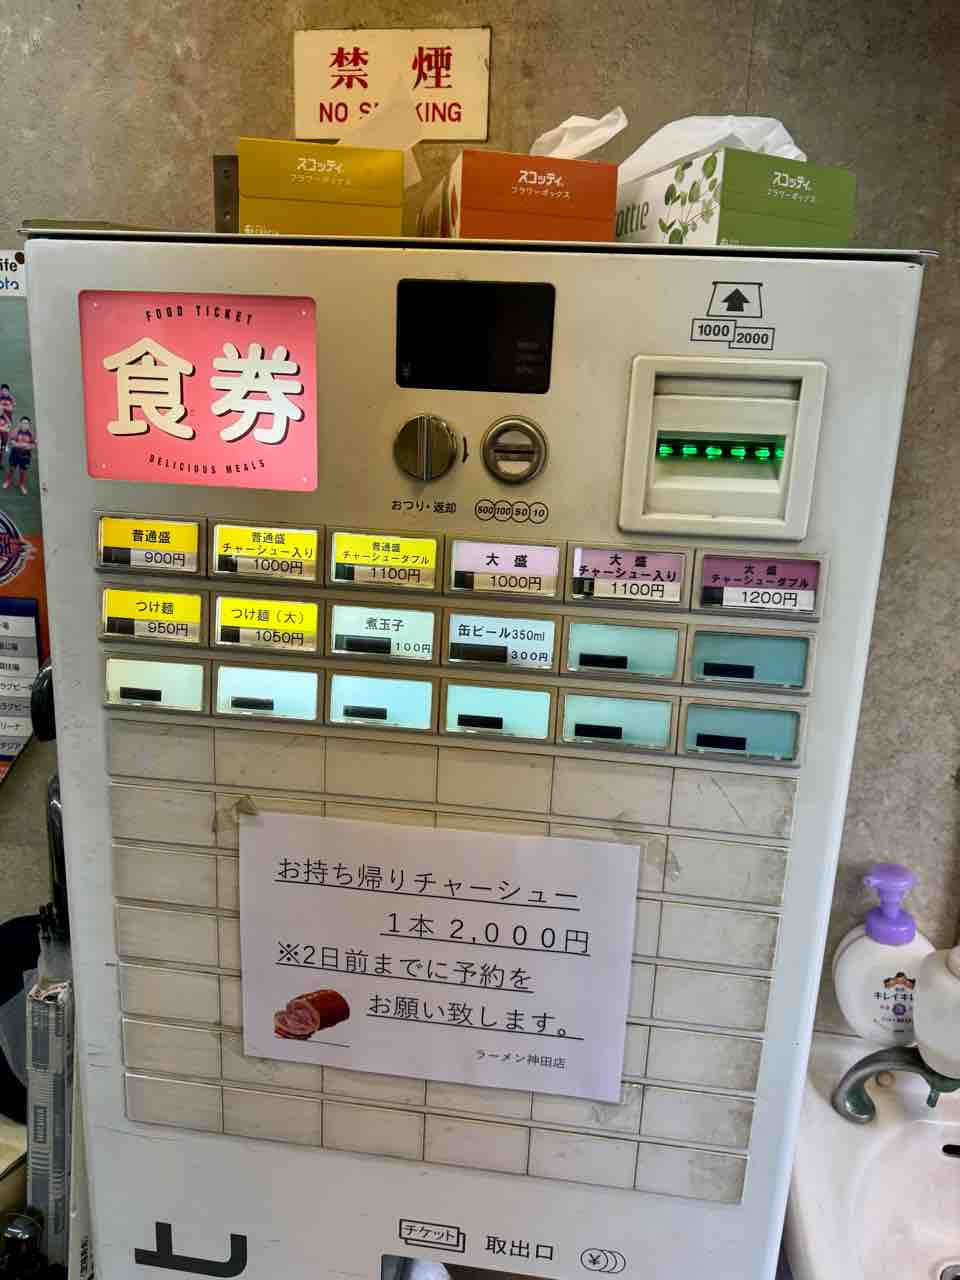 禁煙
NO S KING
スコッティ
フラワーボックス
スコッティ
フラワーボックス
スコッティ
フラワーボックス
ottie
ife
FOOD TICKET
食券
DELICIOUS MEALS
¥
1000
2000
おつり・返却
500 100 50 10
普通盛
900円
普通盛
チャーシュー入り
1000円
普通盛
チャーシューダブル
1100円
大盛
1000円
大盛
チャーシュー入り
1100円
大盛
チャーシューダブル
1200円
つけ麺
950円
つけ麺（大）
1050円
煮玉子
100円
缶ビール350ml
300円
お持ち帰りチャーシュー
1本 2,000円
※2日前までに予約を
お願い致します。
ラーメン神田店
キレイキレイ
チケット
取出口
¥